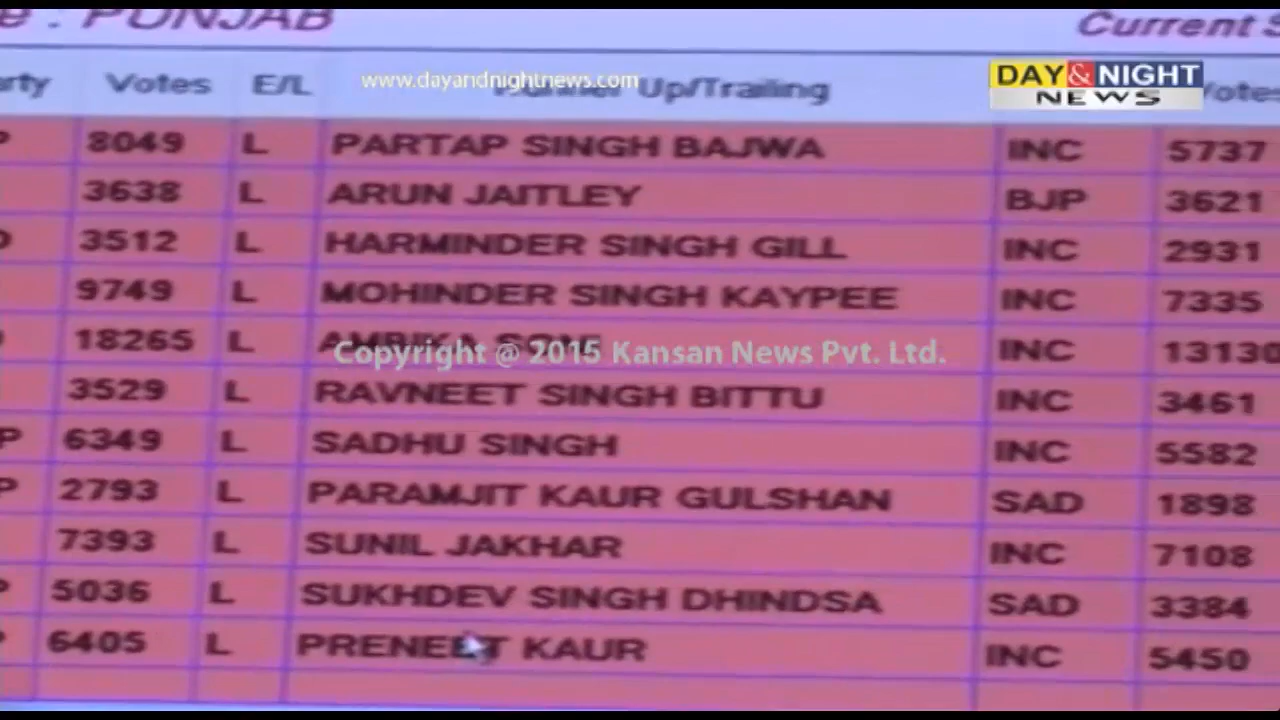 e : PUNJAB Current S
arty Votes E/L Runner Up/Trailing Votes
www.dayandnightnews.com
DAY & NIGHT
NEWS
P 8049 L PARTAP SINGH BAJWA INC 5737
3638 L ARUN JAITLEY BJP 3621
D 3512 L HARMINDER SINGH GILL INC 2931
9749 L MOHINDER SINGH KAYPEE INC 7335
18265 L AMBIKA SONI INC 13130
Copyright @ 2015 Kansan News Pvt. Ltd.
3529 L RAVNEET SINGH BITTU INC 3461
P 6349 L SADHU SINGH INC 5582
P 2793 L PARAMJIT KAUR GULSHAN SAD 1898
7393 L SUNIL JAKHAR INC 7108
P 5036 L SUKHDEV SINGH DHINDSA SAD 3384
P 6405 L PRENEET KAUR INC 5450